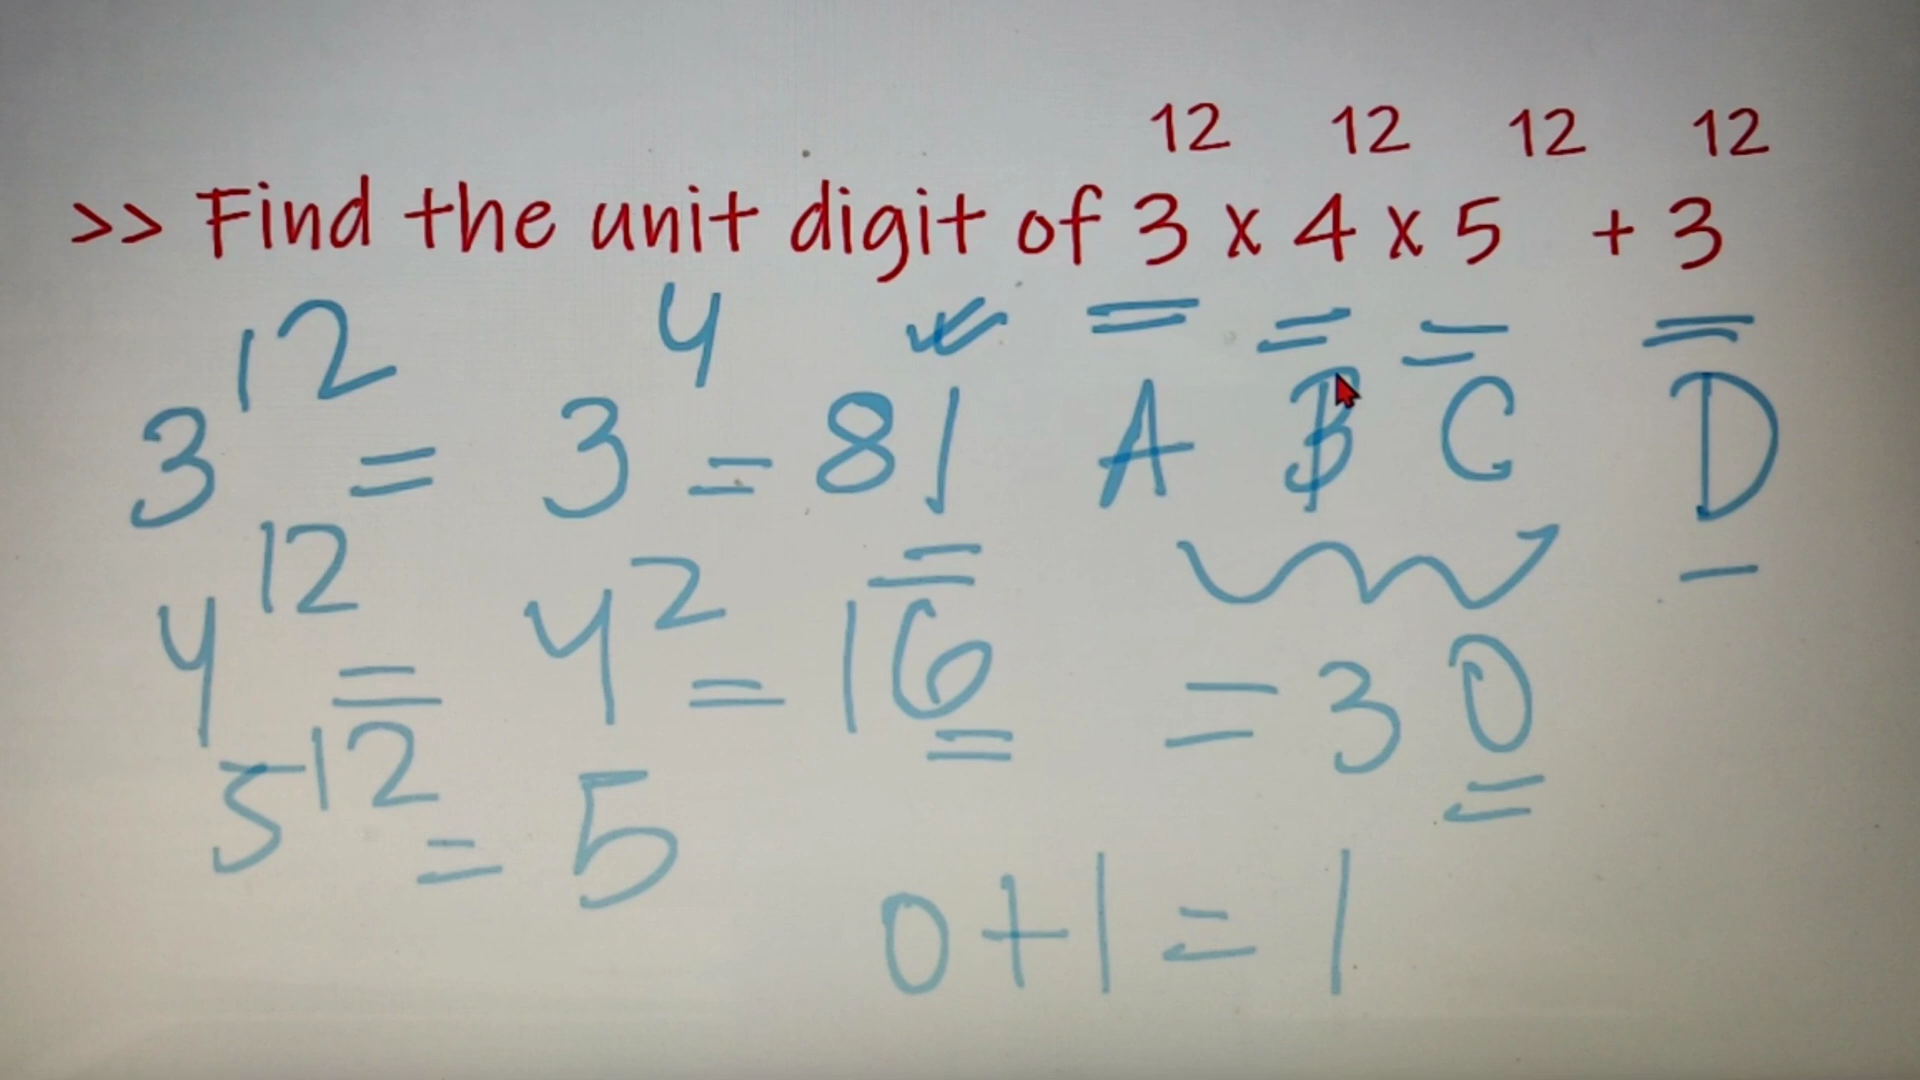 12 12 12 12
>> Find the unit digit of 3 x 4 x 5 + 3
3^12 = 3^4 = 81 A B C D
4^12 = 4^2 = 16 = 30
5^12 = 5
0+1=1